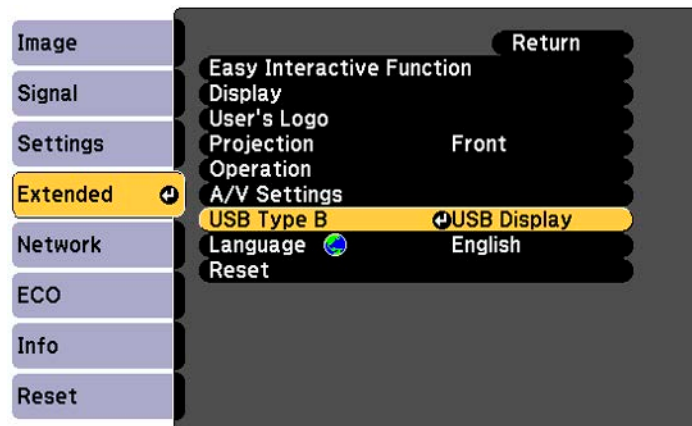 Image
Signal
Settings
Extended
Network
ECO
Info
Reset
Return
Easy Interactive Function
Display
User's Logo
Projection Front
Operation
A/V Settings
USB Type B USB Display
Language English
Reset